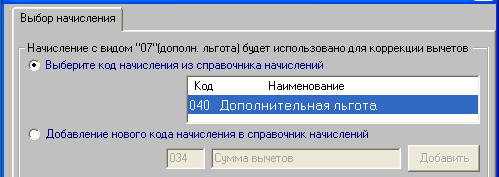 Выбор начисления
Начисление с видом "07"(дополн. льгота) будет использовано для коррекции вычетов
Выберите код начисления из справочника начислений
Код Наименование
040 Дополнительная льгота
Добавление нового кода начисления в справочник начислений
034 Сумма вычетов Добавить